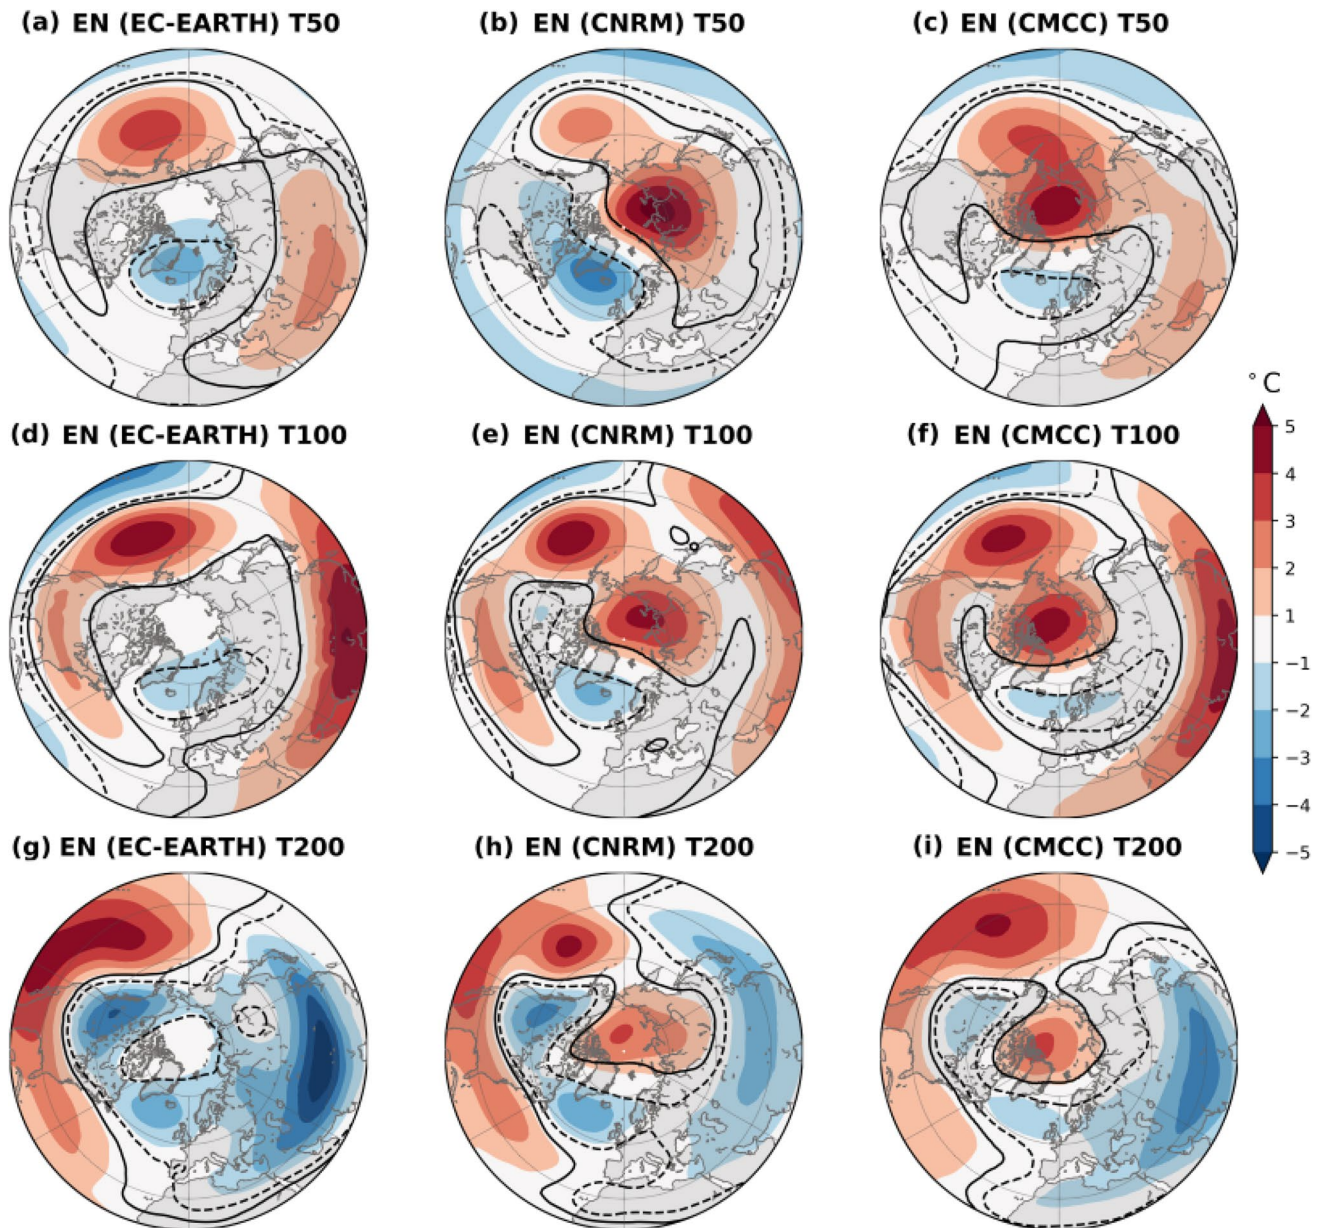 (a) EN (EC-EARTH) T50
(b) EN (CNRM) T50
(c) EN (CMCC) T50
°C
(d) EN (EC-EARTH) T100
(e) EN (CNRM) T100
(f) EN (CMCC) T100
5
4
3
2
1
−1
−2
−3
−4
−5
(g) EN (EC-EARTH) T200
(h) EN (CNRM) T200
(i) EN (CMCC) T200